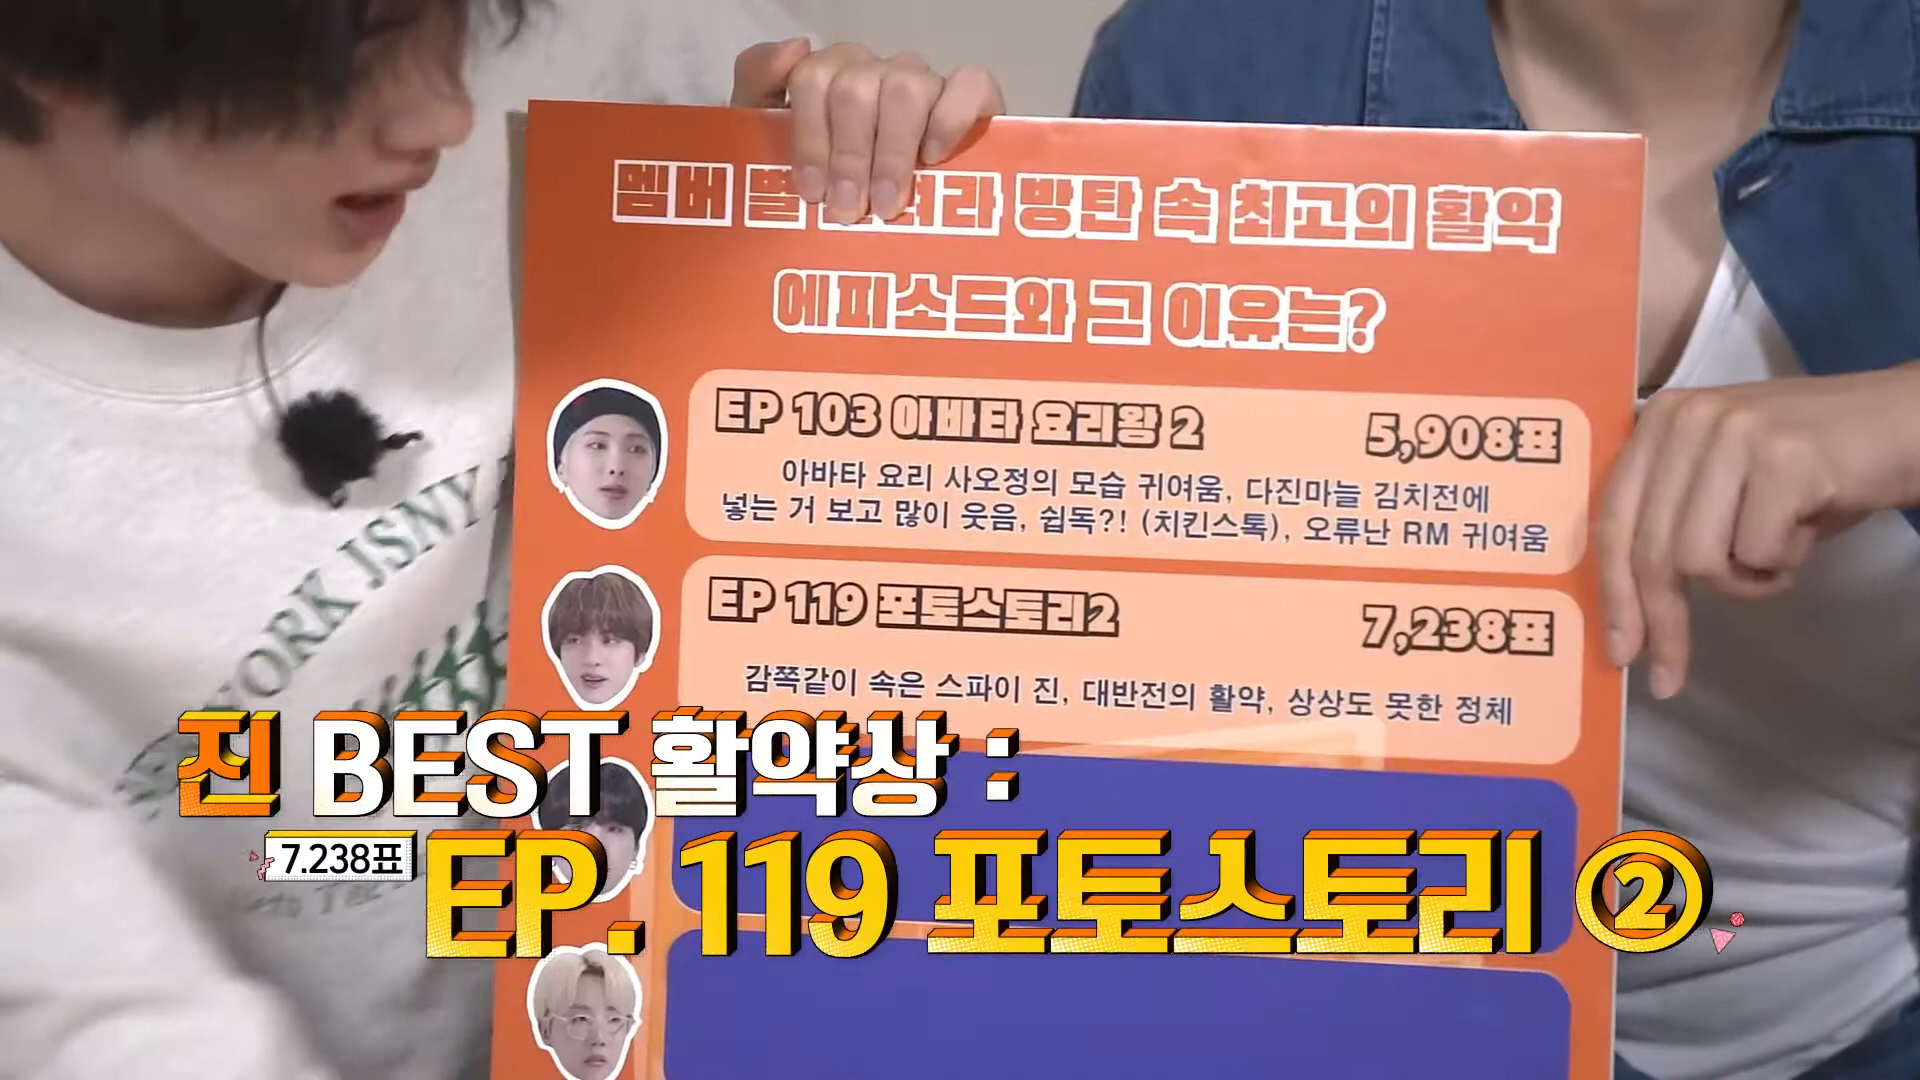 멤버 별 려라 방탄 속 최고의 활약
에피소드와 그 이유는?
EP 103 아바타 요리왕 2 5,908표
아바타 요리 사오정의 모습 귀여움, 다진마늘 김치전에
넣는 거 보고 많이 웃음, 쉽독?! (치킨스톡), 오류난 RM 귀여움
EP 119 포토스토리2 7,238표
감쪽같이 속은 스파이 진, 대반전의 활약, 상상도 못한 정체
ORK JSNY
진 BEST 활약상 :
7.238표
EP. 119 포토스토리 ②